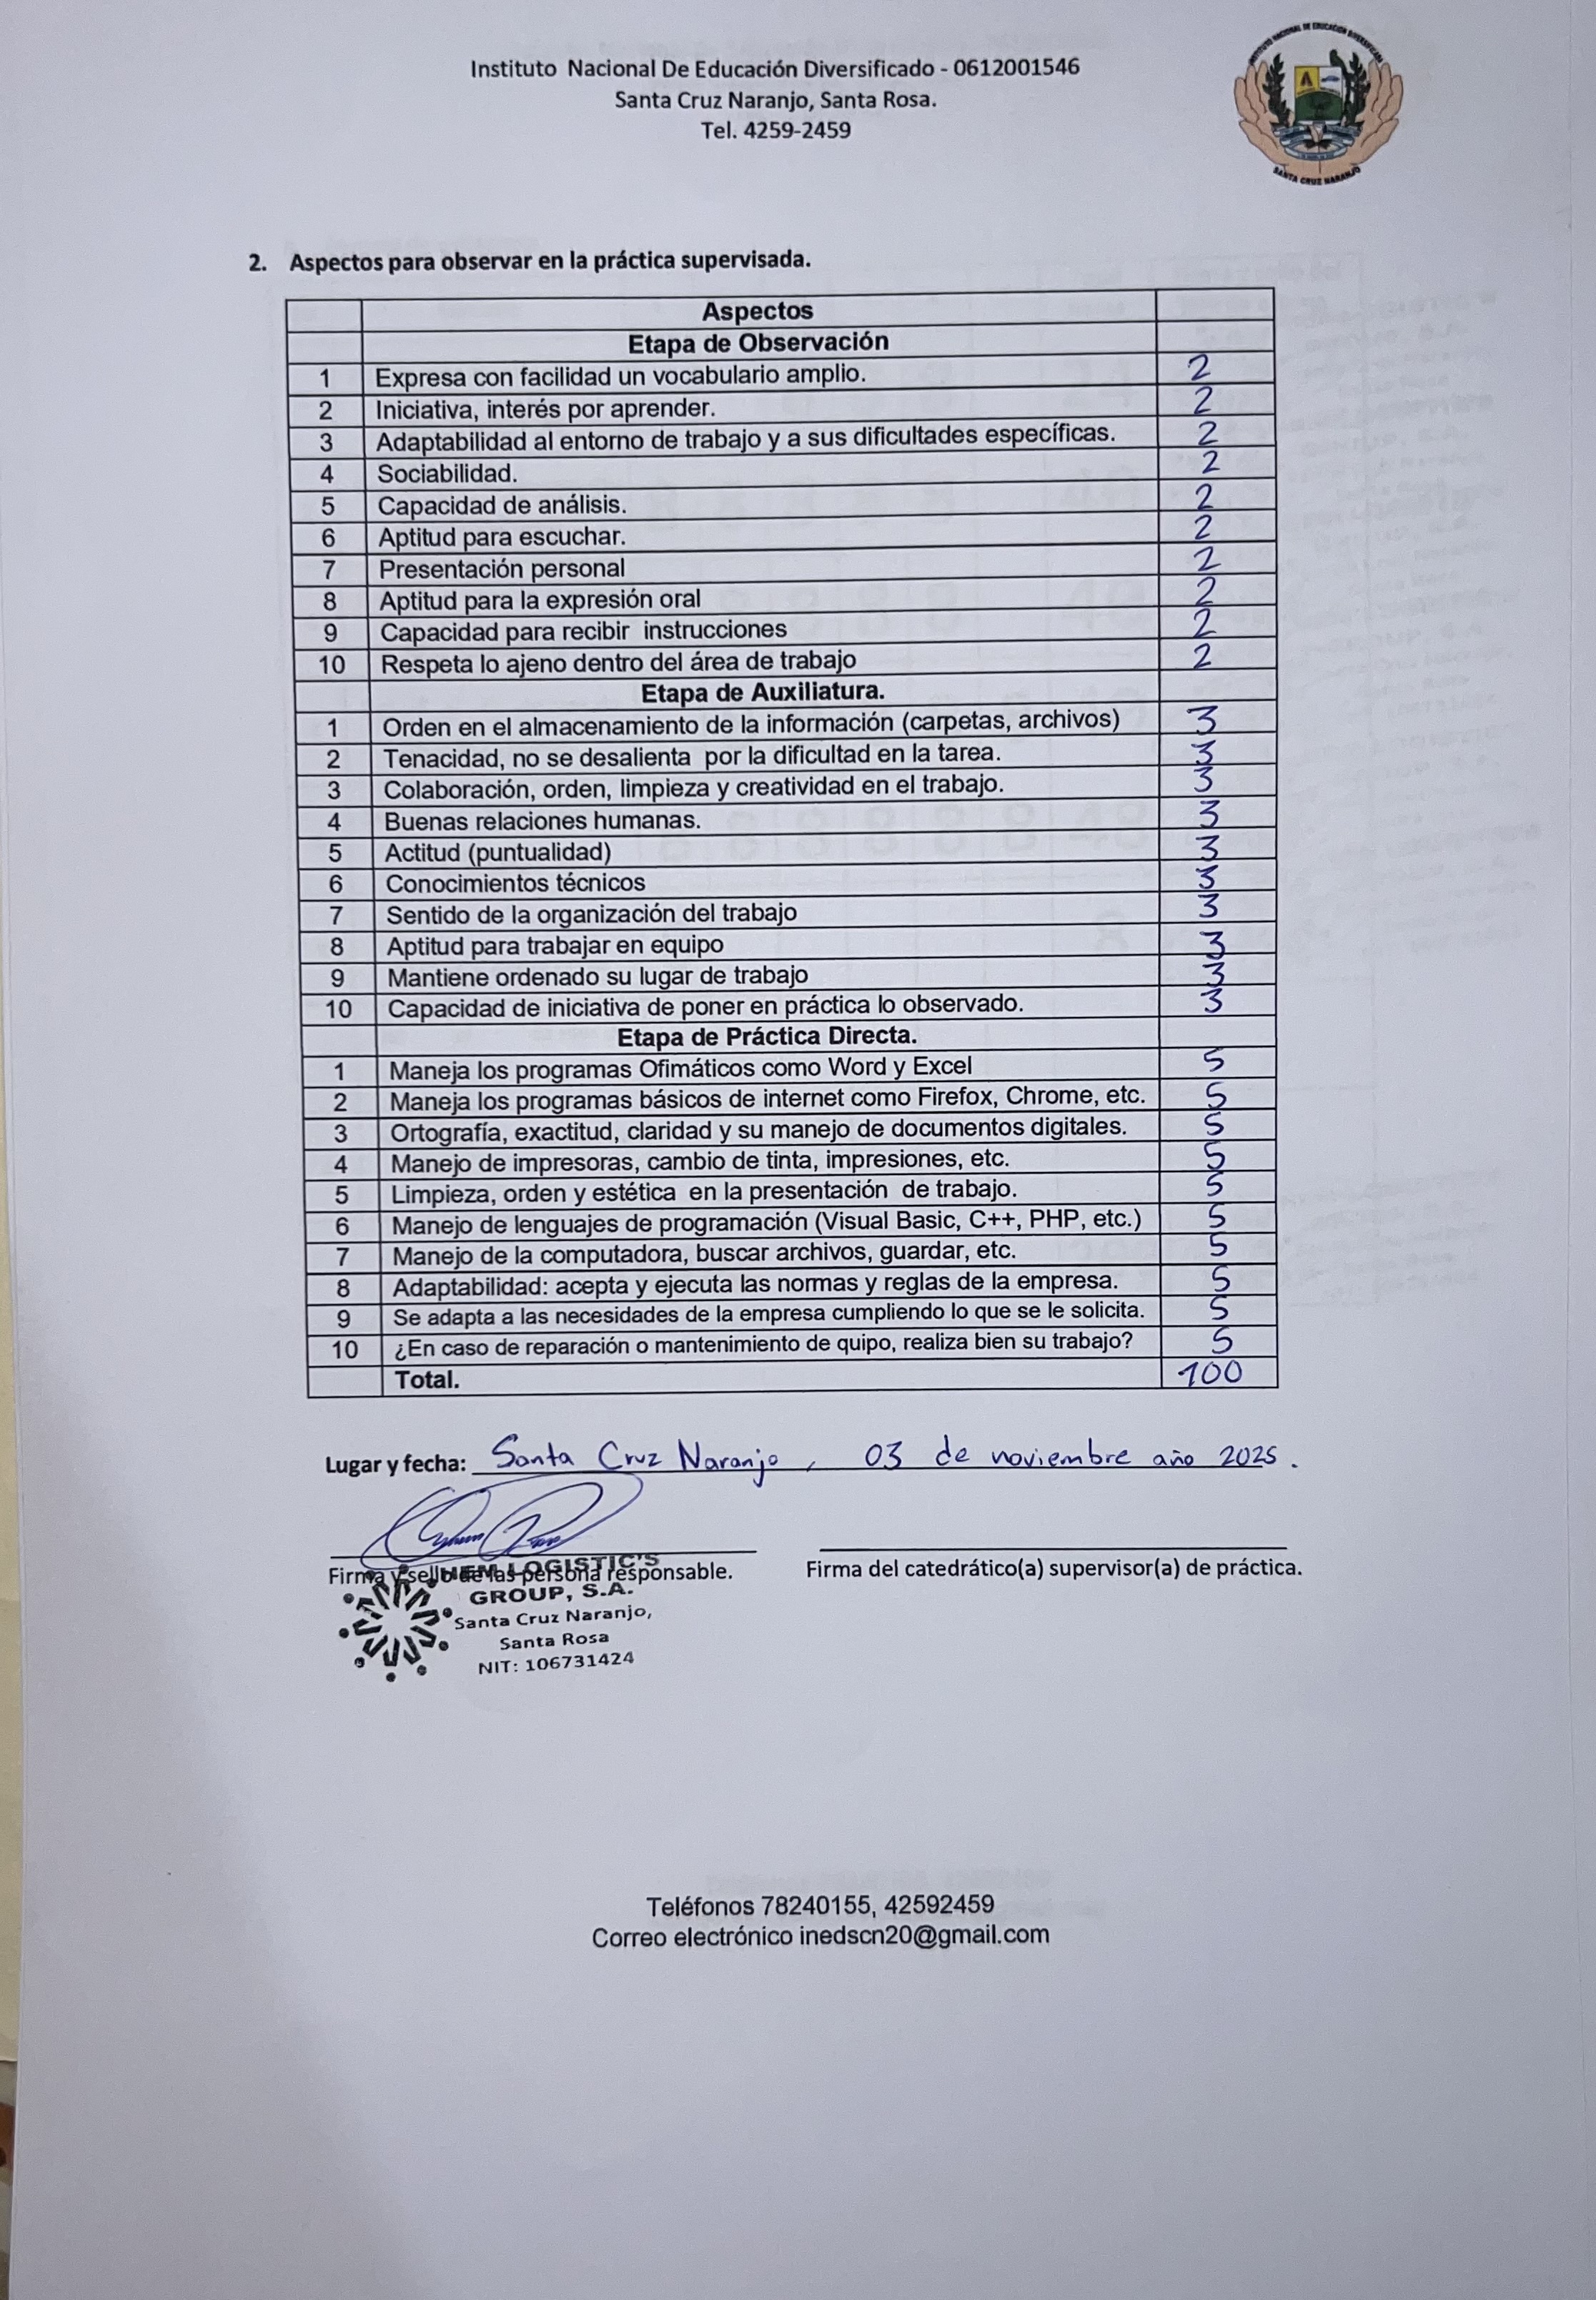 Instituto Nacional De Educación Diversificado - 0612001546
Santa Cruz Naranjo, Santa Rosa.
Tel. 4259-2459
INSTITUTO NACIONAL DE EDUCACIÓN DIVERSIFICADA
SANTA CRUZ NARANJO
2. Aspectos para observar en la práctica supervisada.
Aspectos
Etapa de Observación
1 Expresa con facilidad un vocabulario amplio. 2
2 Iniciativa, interés por aprender. 2
3 Adaptabilidad al entorno de trabajo y a sus dificultades específicas. 2
4 Sociabilidad. 2
5 Capacidad de análisis. 2
6 Aptitud para escuchar. 2
7 Presentación personal 2
8 Aptitud para la expresión oral 2
9 Capacidad para recibir instrucciones 2
10 Respeta lo ajeno dentro del área de trabajo 2
Etapa de Auxiliatura.
1 Orden en el almacenamiento de la información (carpetas, archivos) 3
2 Tenacidad, no se desalienta por la dificultad en la tarea. 3
3 Colaboración, orden, limpieza y creatividad en el trabajo. 3
4 Buenas relaciones humanas. 3
5 Actitud (puntualidad) 3
6 Conocimientos técnicos 3
7 Sentido de la organización del trabajo 3
8 Aptitud para trabajar en equipo 3
9 Mantiene ordenado su lugar de trabajo 3
10 Capacidad de iniciativa de poner en práctica lo observado. 3
Etapa de Práctica Directa.
1 Maneja los programas Ofimáticos como Word y Excel 5
2 Maneja los programas básicos de internet como Firefox, Chrome, etc. 5
3 Ortografía, exactitud, claridad y su manejo de documentos digitales. 5
4 Manejo de impresoras, cambio de tinta, impresiones, etc. 5
5 Limpieza, orden y estética en la presentación de trabajo. 5
6 Manejo de lenguajes de programación (Visual Basic, C++, PHP, etc.) 5
7 Manejo de la computadora, buscar archivos, guardar, etc. 5
8 Adaptabilidad: acepta y ejecuta las normas y reglas de la empresa. 5
9 Se adapta a las necesidades de la empresa cumpliendo lo que se le solicita. 5
10 ¿En caso de reparación o mantenimiento de quipo, realiza bien su trabajo? 5
Total. 100
Lugar y fecha: Santa Cruz Naranjo, 03 de noviembre año 2025.
Firma y sello de las persona responsable. Firma del catedrático(a) supervisor(a) de práctica.
LOGISTIC'S
GROUP, S.A.
Santa Cruz Naranjo,
Santa Rosa
NIT: 106731424
Teléfonos 78240155, 42592459
Correo electrónico inedscn20@gmail.com